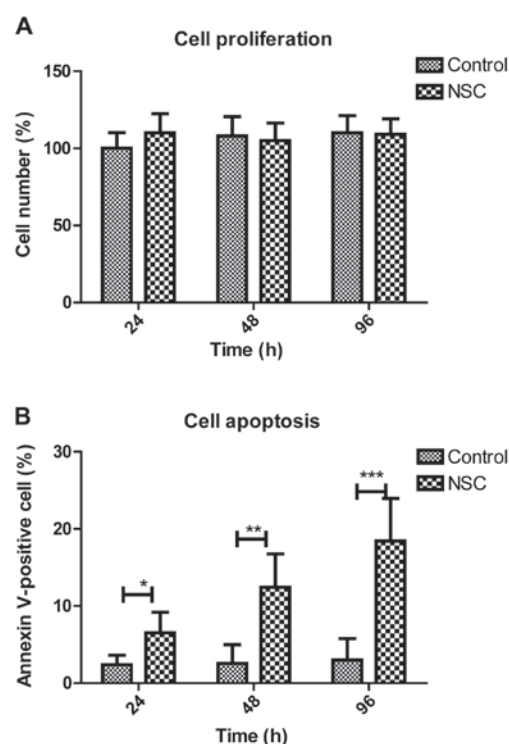 A
Cell proliferation
Cell number (%)
150
100
50
0
24
48
96
Time (h)
Control
NSC
B
Cell apoptosis
Annexin V-positive cell (%)
30
20
10
0
*
**
***
24
48
96
Time (h)
Control
NSC